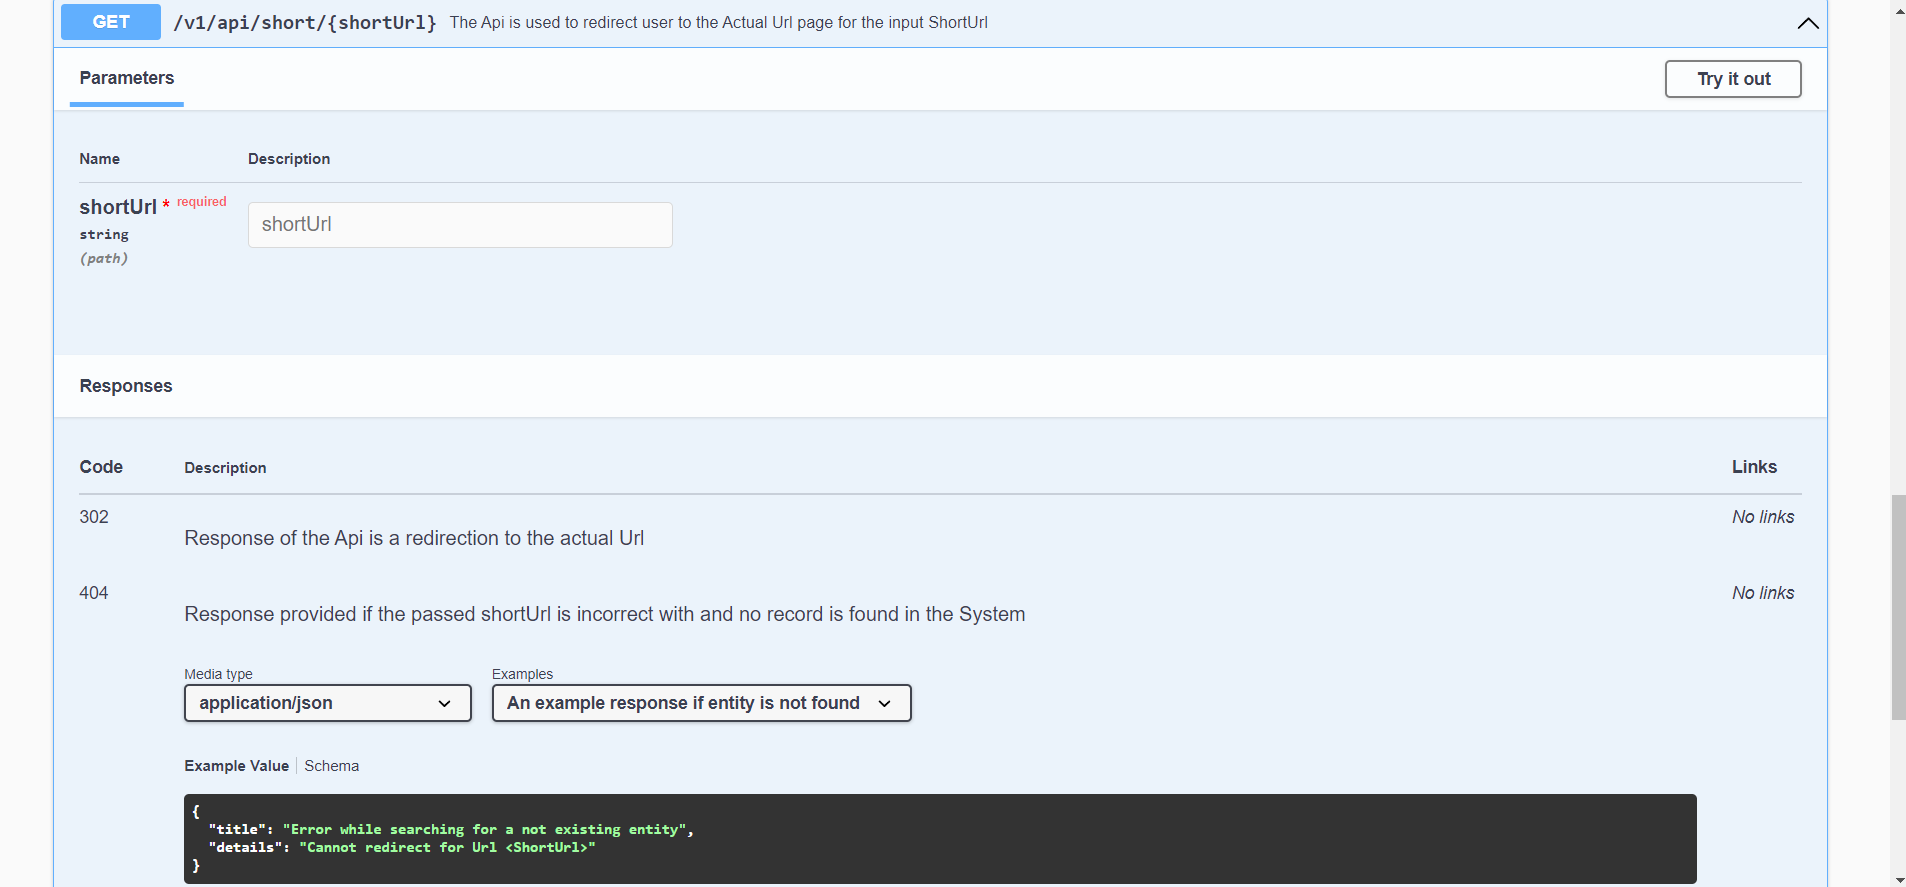 GET /v1/api/short/{shortUrl} The Api is used to redirect user to the Actual Url page for the input ShortUrl
Parameters
Try it out
Name Description
shortUrl * required
string
(path)
shortUrl
Responses
Code Description Links
302 No links
Response of the Api is a redirection to the actual Url
404 No links
Response provided if the passed shortUrl is incorrect with and no record is found in the System
Media type Examples
application/json An example response if entity is not found
Example Value Schema
{
"title": "Error while searching for a not existing entity",
"details": "Cannot redirect for Url <ShortUrl>"
}